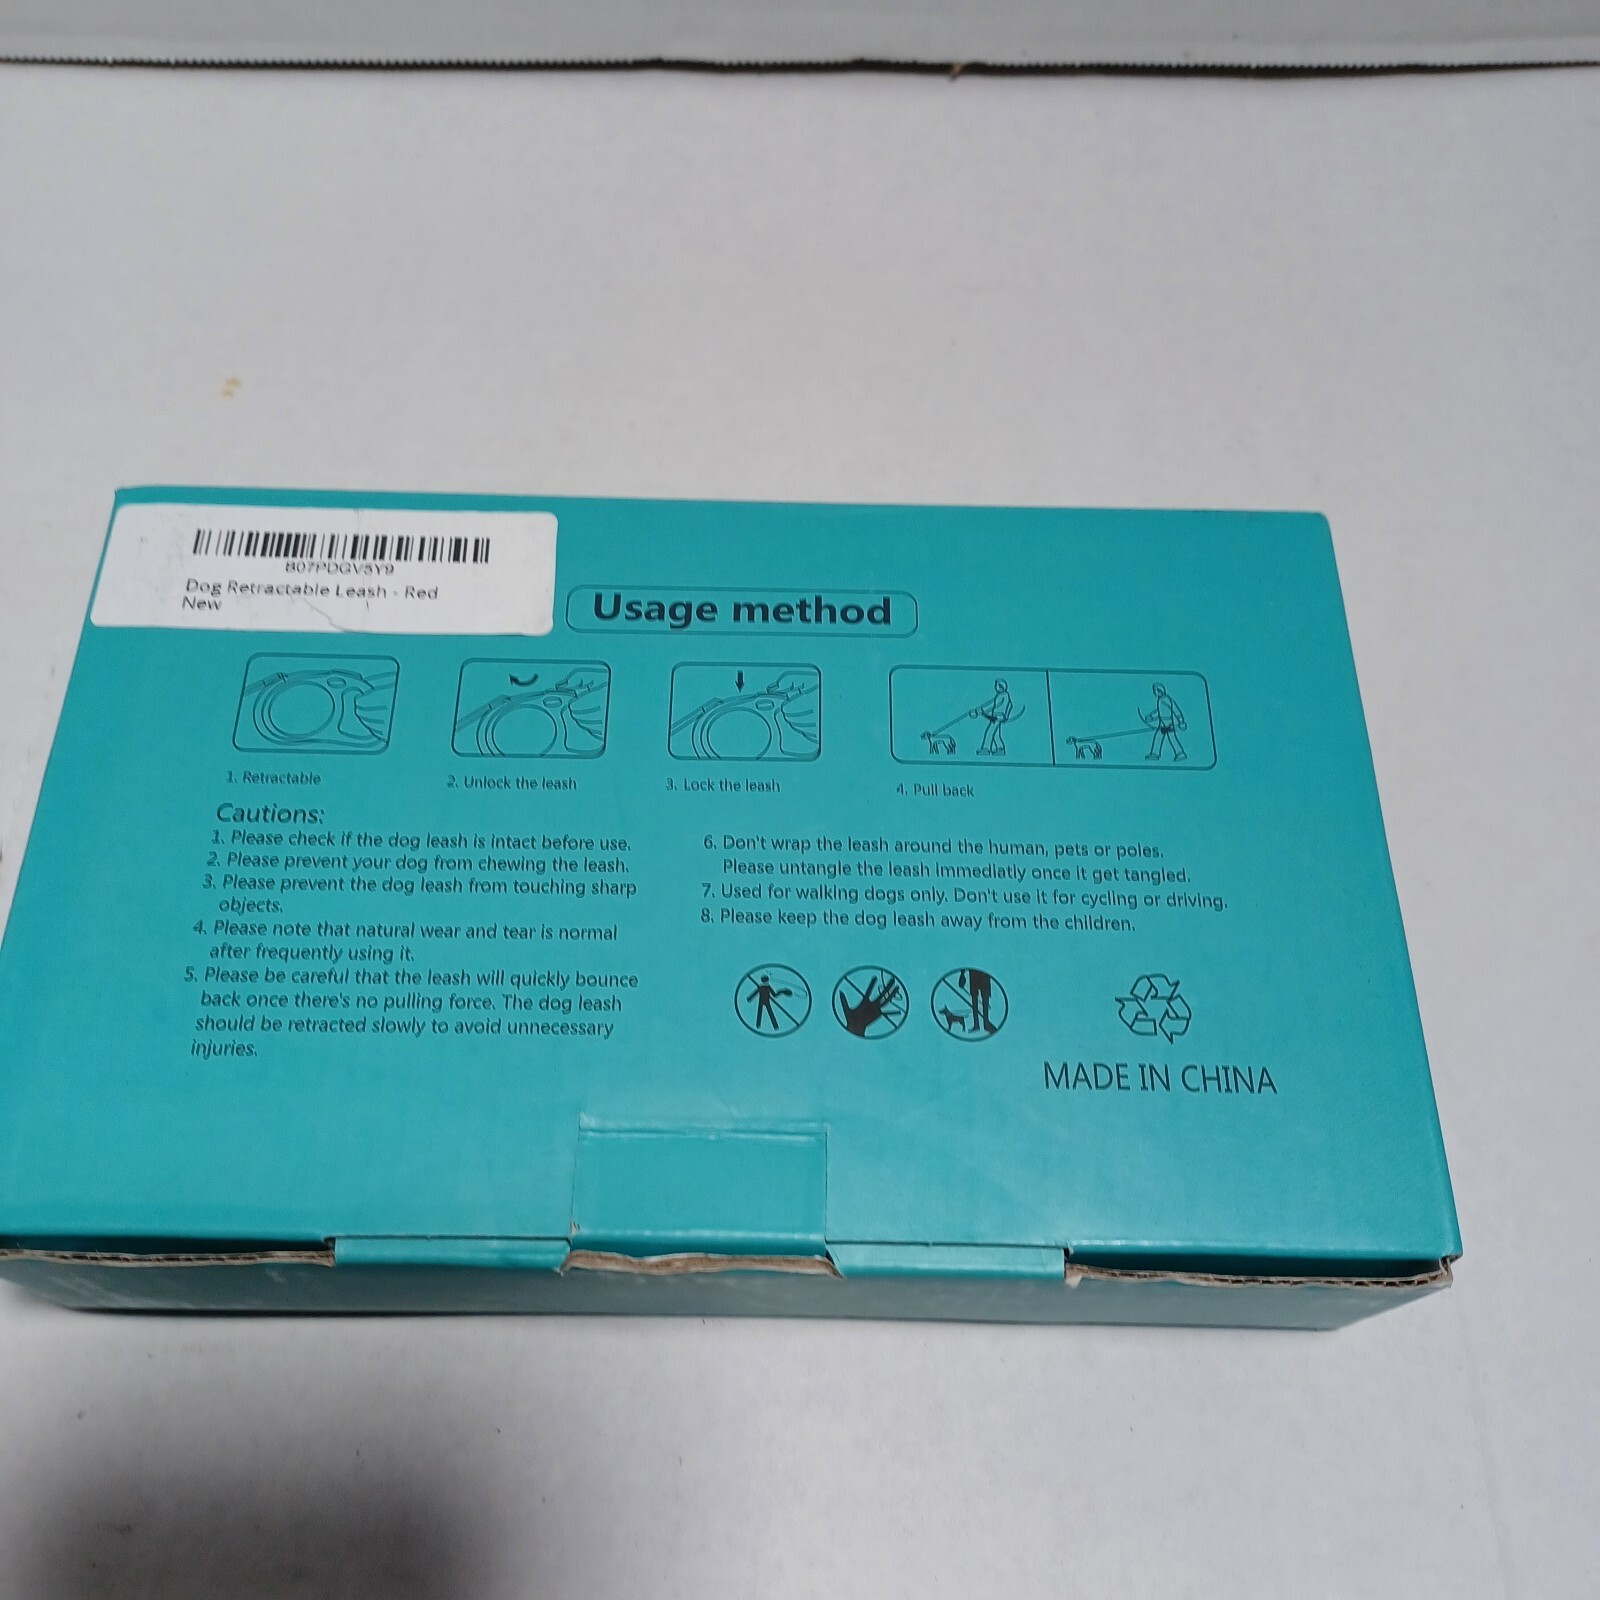 B07PDGV5Y9
Dog Retractable Leash - Red
New
Usage method
1. Retractable
2. Unlock the leash
3. Lock the leash
4. Pull back
Cautions:
1. Please check if the dog leash is intact before use.
2. Please prevent your dog from chewing the leash.
3. Please prevent the dog leash from touching sharp
objects.
4. Please note that natural wear and tear is normal
after frequently using it.
5. Please be careful that the leash will quickly bounce
back once there's no pulling force. The dog leash
should be retracted slowly to avoid unnecessary
injuries.
6. Don't wrap the leash around the human, pets or poles.
Please untangle the leash immediatly once it get tangled.
7. Used for walking dogs only. Don't use it for cycling or driving.
8. Please keep the dog leash away from the children.
MADE IN CHINA